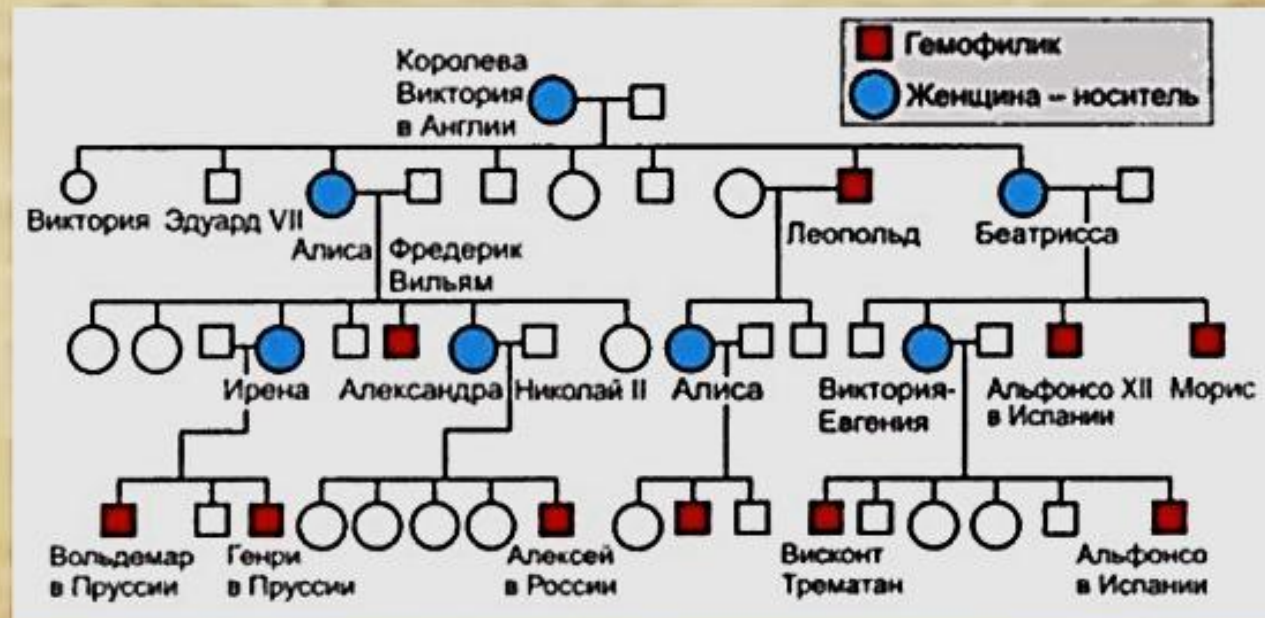 Королева
Виктория
в Англии
Гемофилик
Женщина – носитель
Виктория
Эдуард VII
Алиса
Фредерик
Вильям
Леопольд
Беатрисса
Ирена
Александра
Николай II
Алиса
Виктория-
Евгения
Альфонсо XII
в Испании
Морис
Вольдемар
в Пруссии
Генри
в Пруссии
Алексей
в России
Висконт
Трематан
Альфонсо
в Испании